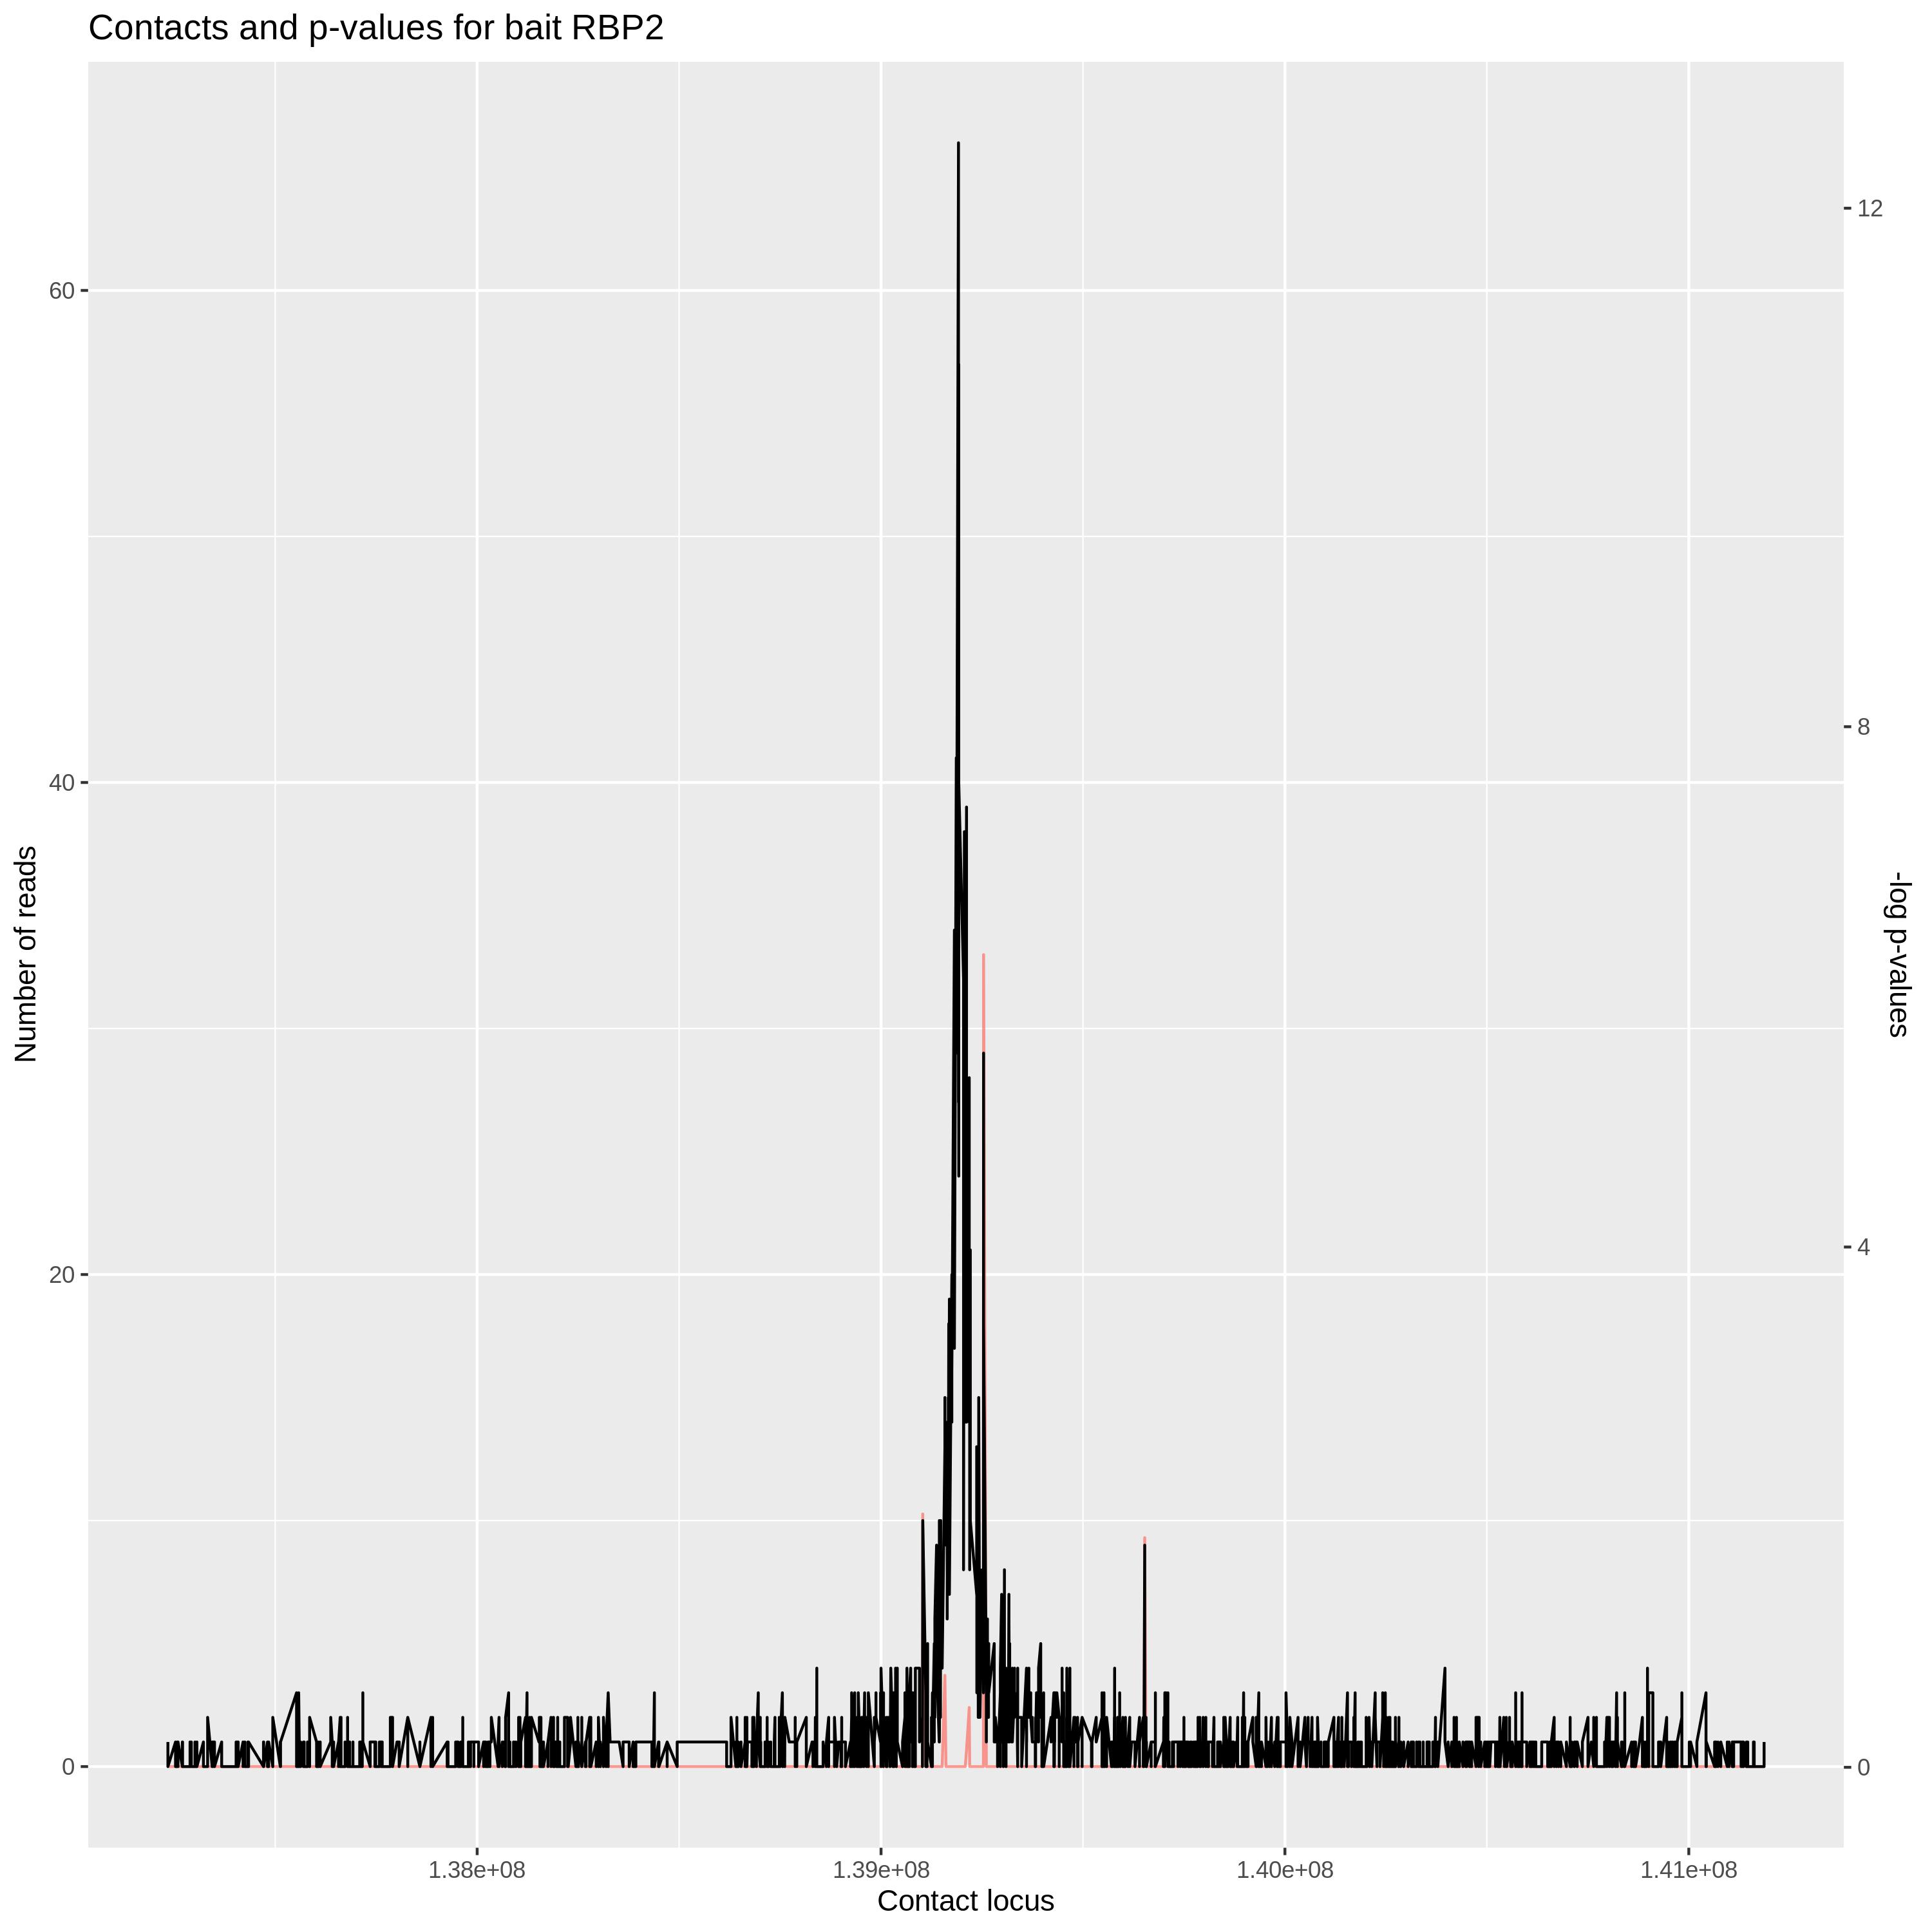 Contacts and p-values for bait RBP2
60
40
20
0
12
8
4
0
Number of reads
-log p-values
1.38e+08
1.39e+08
1.40e+08
1.41e+08
Contact locus